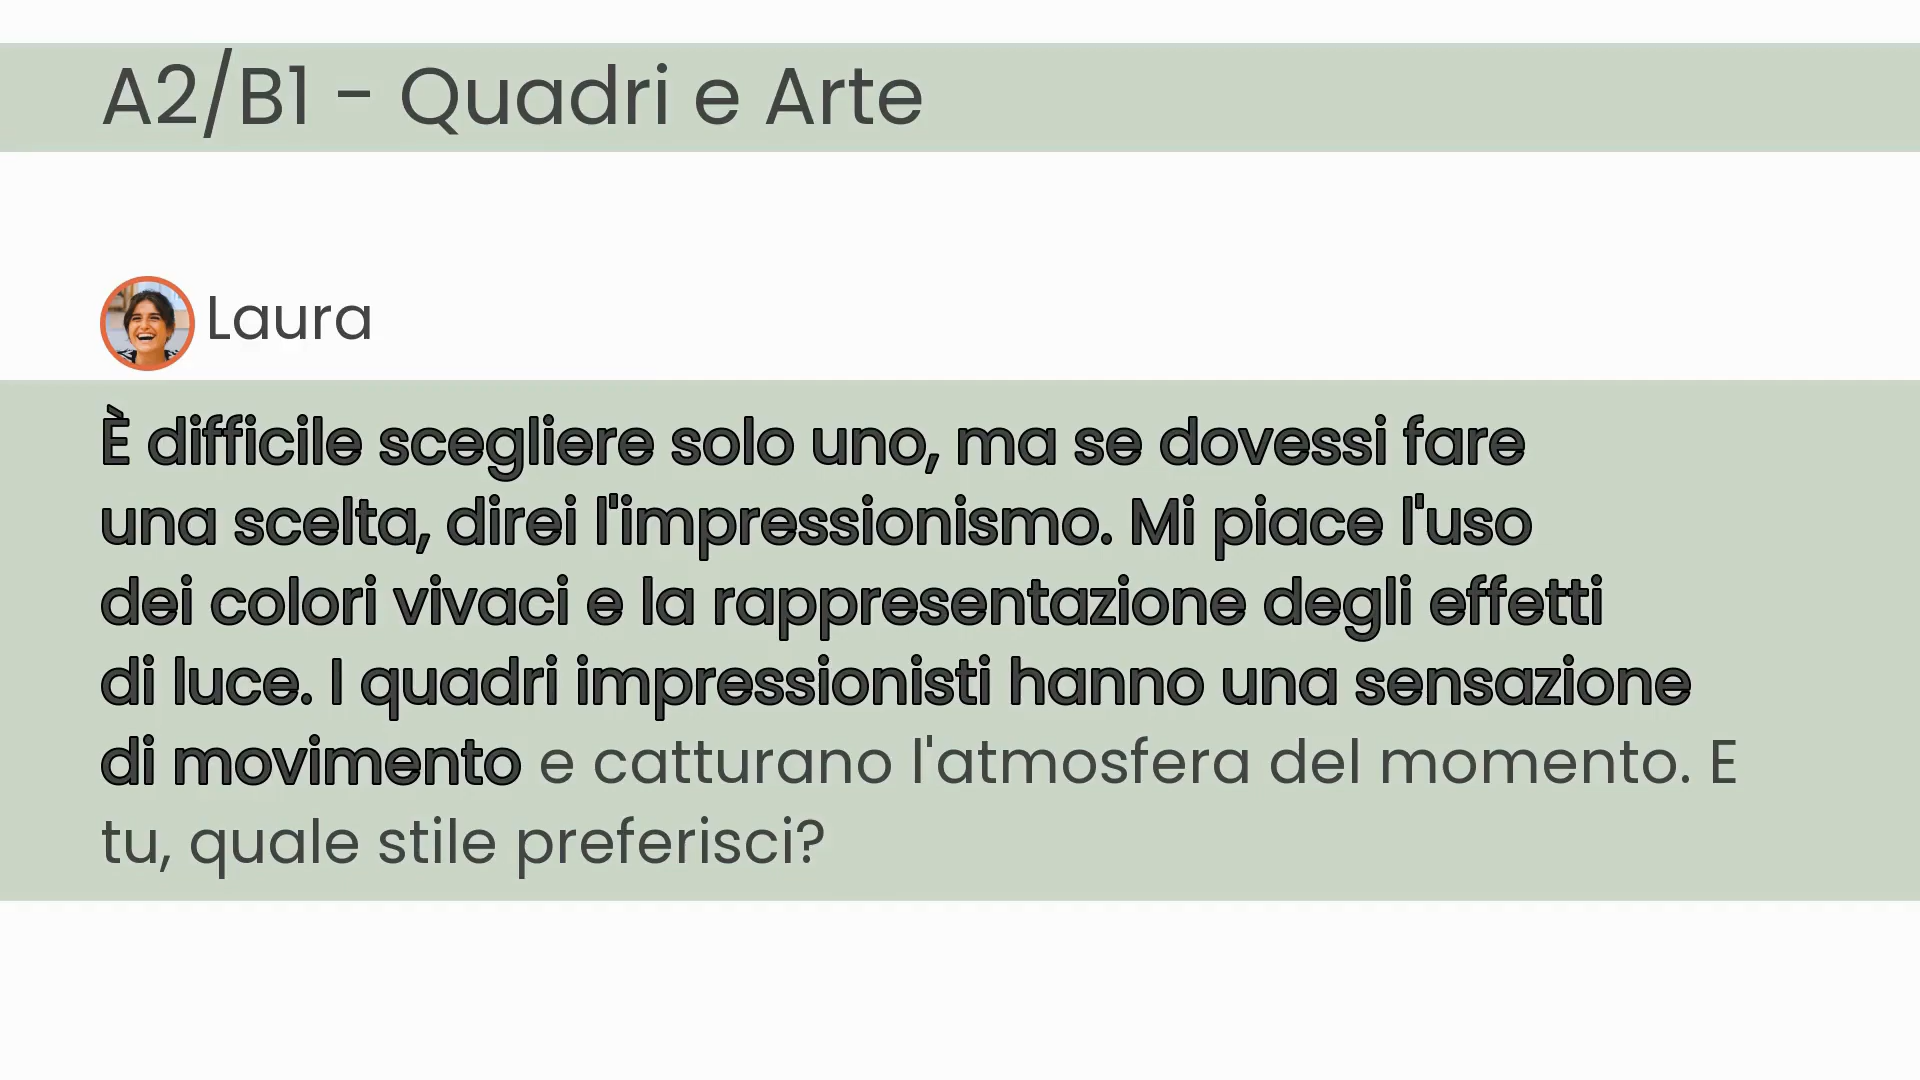 A2/B1 - Quadri e Arte
Laura
È difficile scegliere solo uno, ma se dovessi fare
una scelta, direi l'impressionismo. Mi piace l'uso
dei colori vivaci e la rappresentazione degli effetti
di luce. I quadri impressionisti hanno una sensazione
di movimento e catturano l'atmosfera del momento. E
tu, quale stile preferisci?